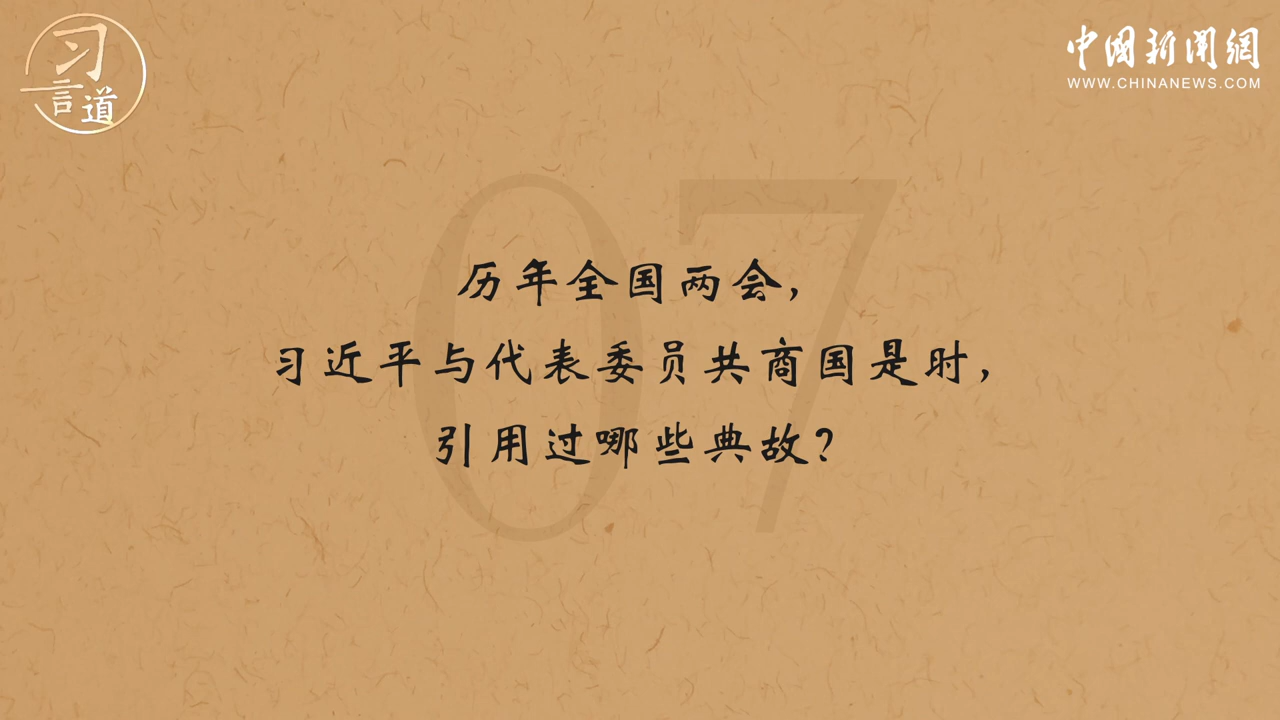 习
言道
中国新闻网
WWW.CHINANEWS.COM
07
历年全国两会，
习近平与代表委员共商国是时，
引用过哪些典故？